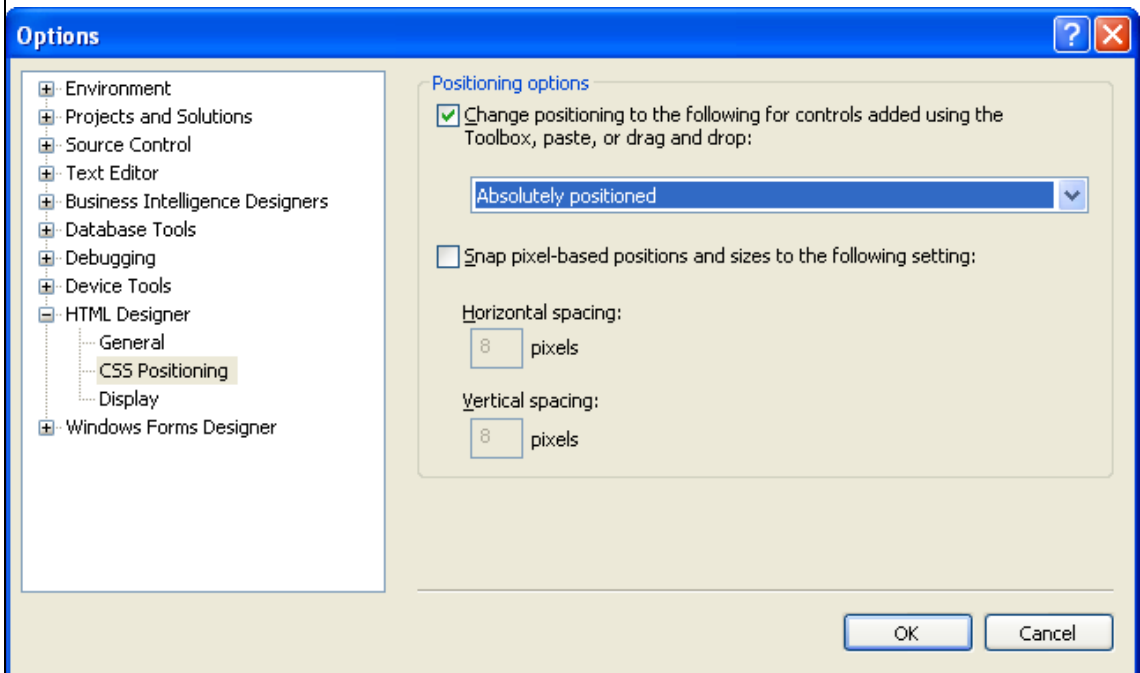 Options
Environment
Projects and Solutions
Source Control
Text Editor
Business Intelligence Designers
Database Tools
Debugging
Device Tools
HTML Designer
General
CSS Positioning
Display
Windows Forms Designer
Positioning options
Change positioning to the following for controls added using the
Toolbox, paste, or drag and drop:
Absolutely positioned
Snap pixel-based positions and sizes to the following setting:
Horizontal spacing:
8 pixels
Vertical spacing:
8 pixels
OK
Cancel